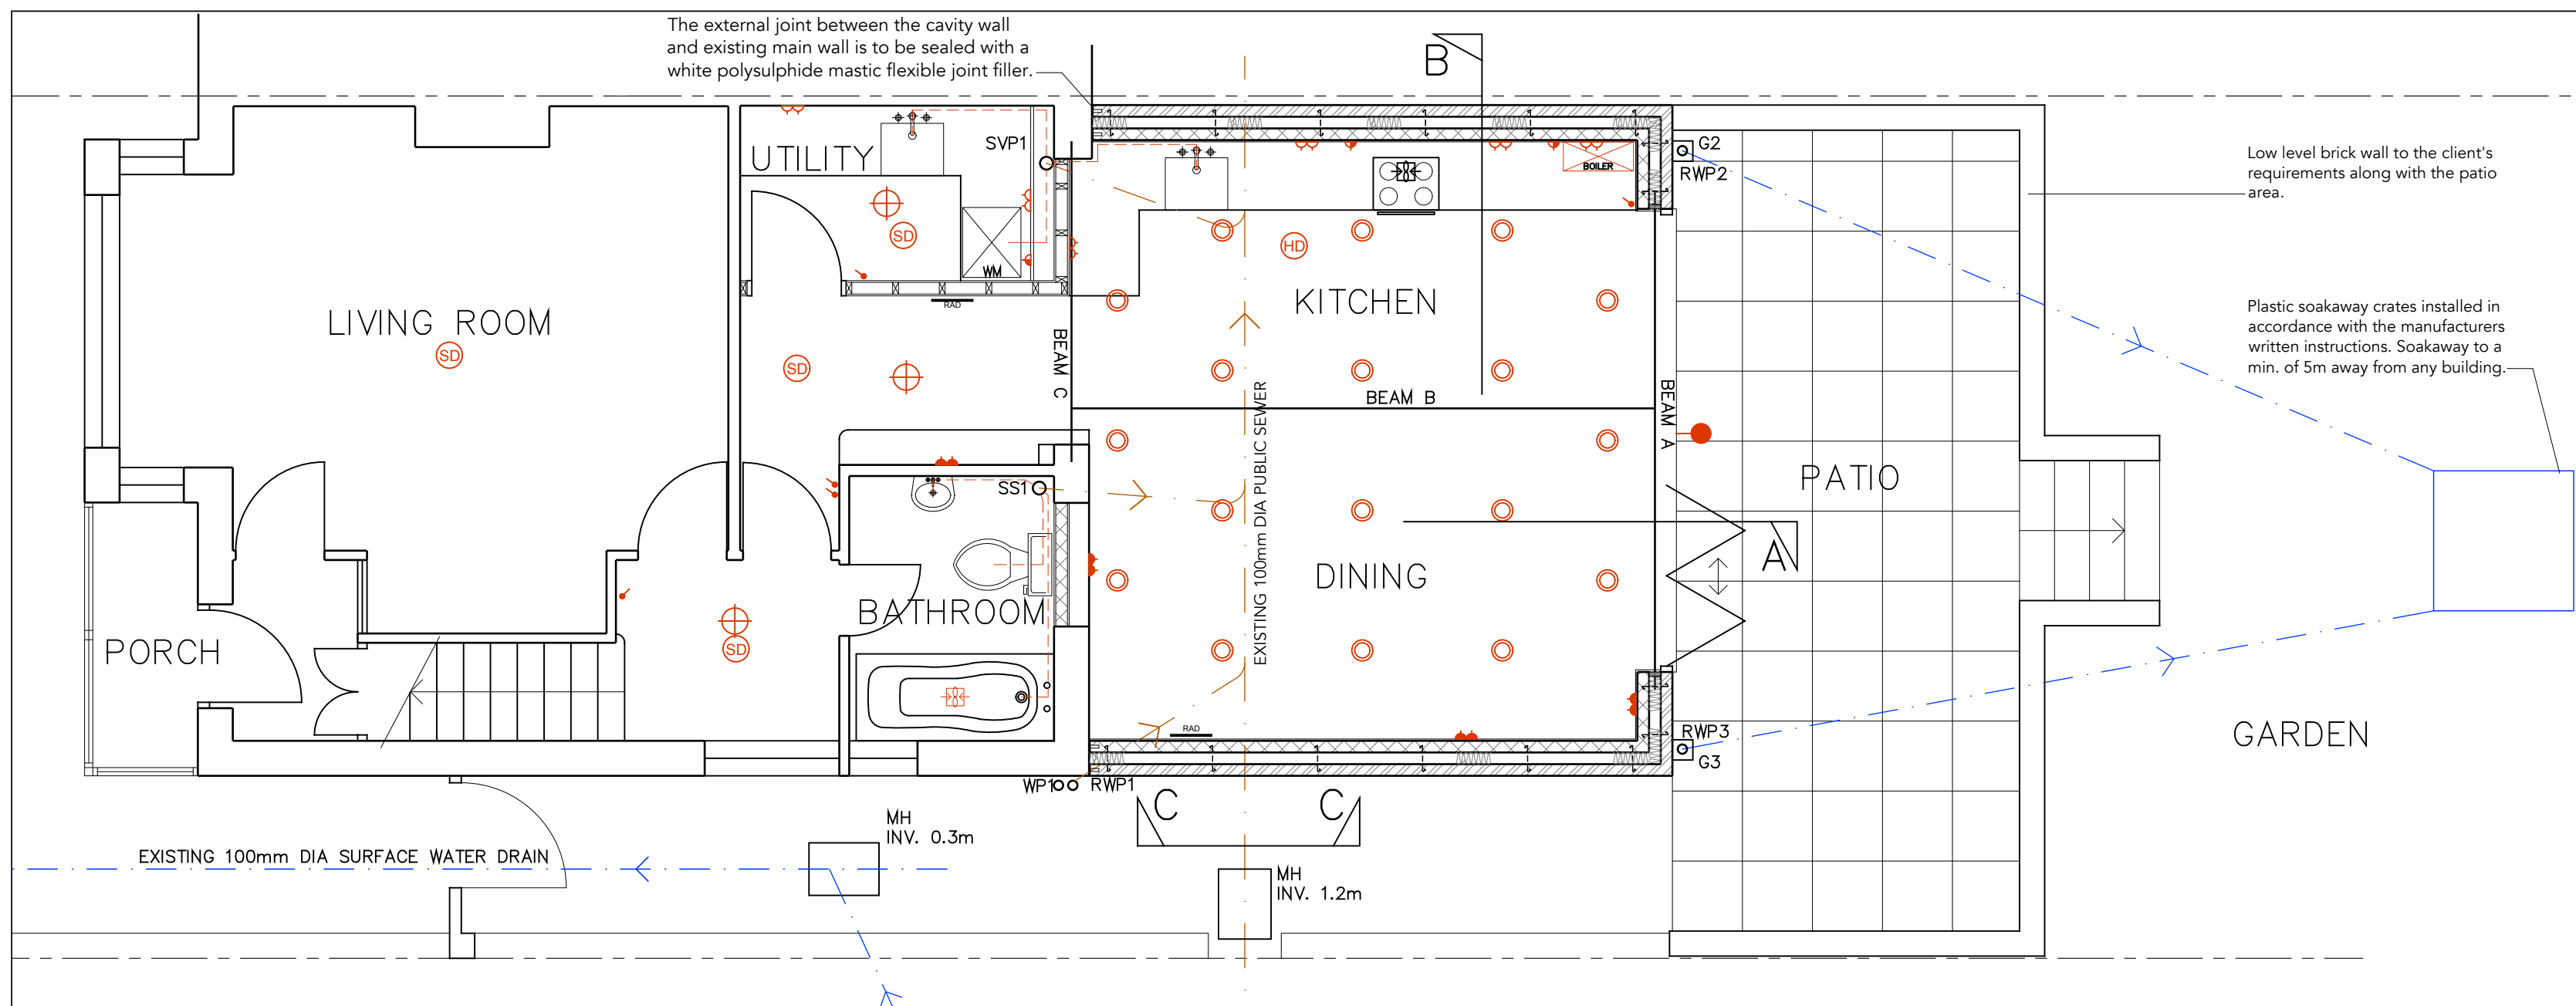 The external joint between the cavity wall
and existing main wall is to be sealed with a
white polysulphide mastic flexible joint filler.
B
SVP1
UTILITY
BOILER
G2
RWP2
Low level brick wall to the client's
requirements along with the patio
area.
SD
HD
WM
RAD
KITCHEN
LIVING ROOM
SD
SD
BEAM C
BEAM B
BEAM A
Plastic soakaway crates installed in
accordance with the manufacturers
written instructions. Soakaway to a
min. of 5m away from any building.
EXISTING 100mm DIA PUBLIC SEWER
SS1
PATIO
A
DINING
BATHROOM
PORCH
SD
RAD
RWP3
G3
GARDEN
WP1
RWP1
C
C
MH
INV. 0.3m
EXISTING 100mm DIA SURFACE WATER DRAIN
MH
INV. 1.2m